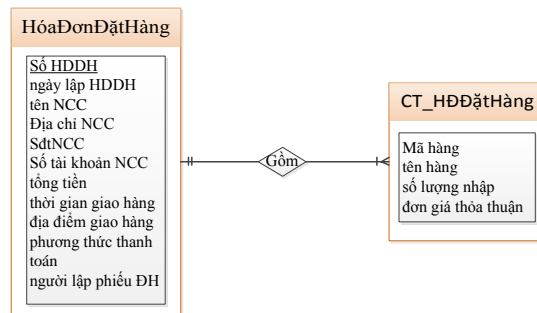 HóaĐơnĐặtHàng
Số HDDH
ngày lập HDDH
tên NCC
Địa chỉ NCC
SđtNCC
Số tài khoản NCC
tổng tiền
thời gian giao hàng
địa điểm giao hàng
phương thức thanh
toán
người lập phiếu ĐH
Gồm
CT_HĐĐặtHàng
Mã hàng
tên hàng
số lượng nhập
đơn giá thỏa thuận